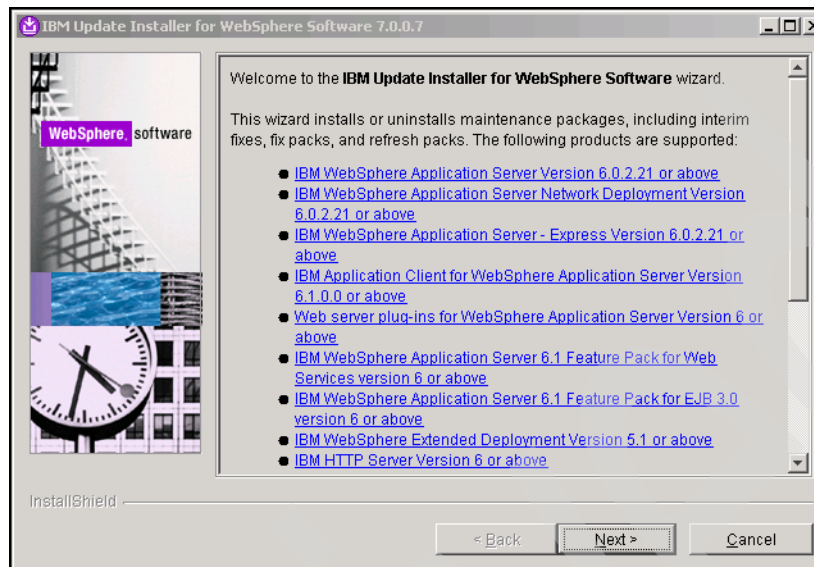 IBM Update Installer for WebSphere Software 7.0.0.7
WebSphere. software
Welcome to the IBM Update Installer for WebSphere Software wizard.
This wizard installs or uninstalls maintenance packages, including interim
fixes, fix packs, and refresh packs. The following products are supported:
IBM WebSphere Application Server Version 6.0.2.21 or above
IBM WebSphere Application Server Network Deployment Version
6.0.2.21 or above
IBM WebSphere Application Server - Express Version 6.0.2.21 or
above
IBM Application Client for WebSphere Application Server Version
6.1.0.0 or above
Web server plug-ins for WebSphere Application Server Version 6 or
above
IBM WebSphere Application Server 6.1 Feature Pack for Web
Services version 6 or above
IBM WebSphere Application Server 6.1 Feature Pack for EJB 3.0
version 6 or above
IBM WebSphere Extended Deployment Version 5.1 or above
IBM HTTP Server Version 6 or above
InstallShield
< Back
Next >
Cancel